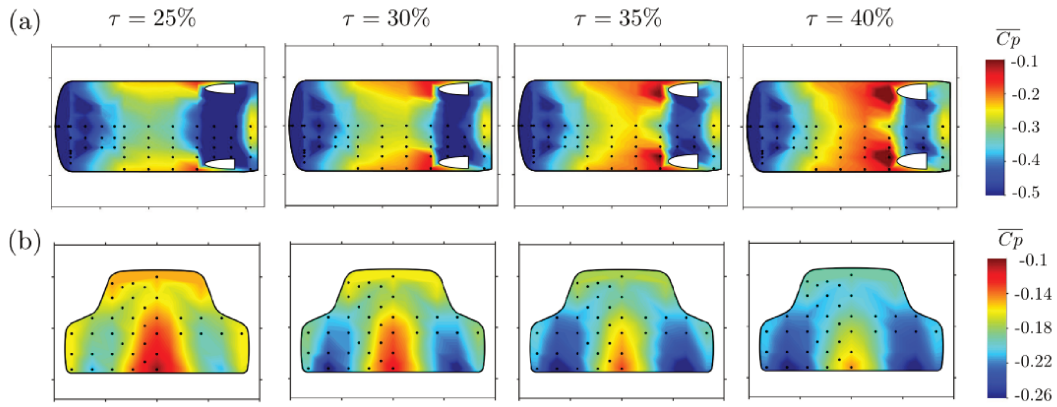 (a) τ = 25% τ = 30% τ = 35% τ = 40%
Cp
-0.1
-0.2
-0.3
-0.4
-0.5
(b)
Cp
-0.1
-0.14
-0.18
-0.22
-0.26